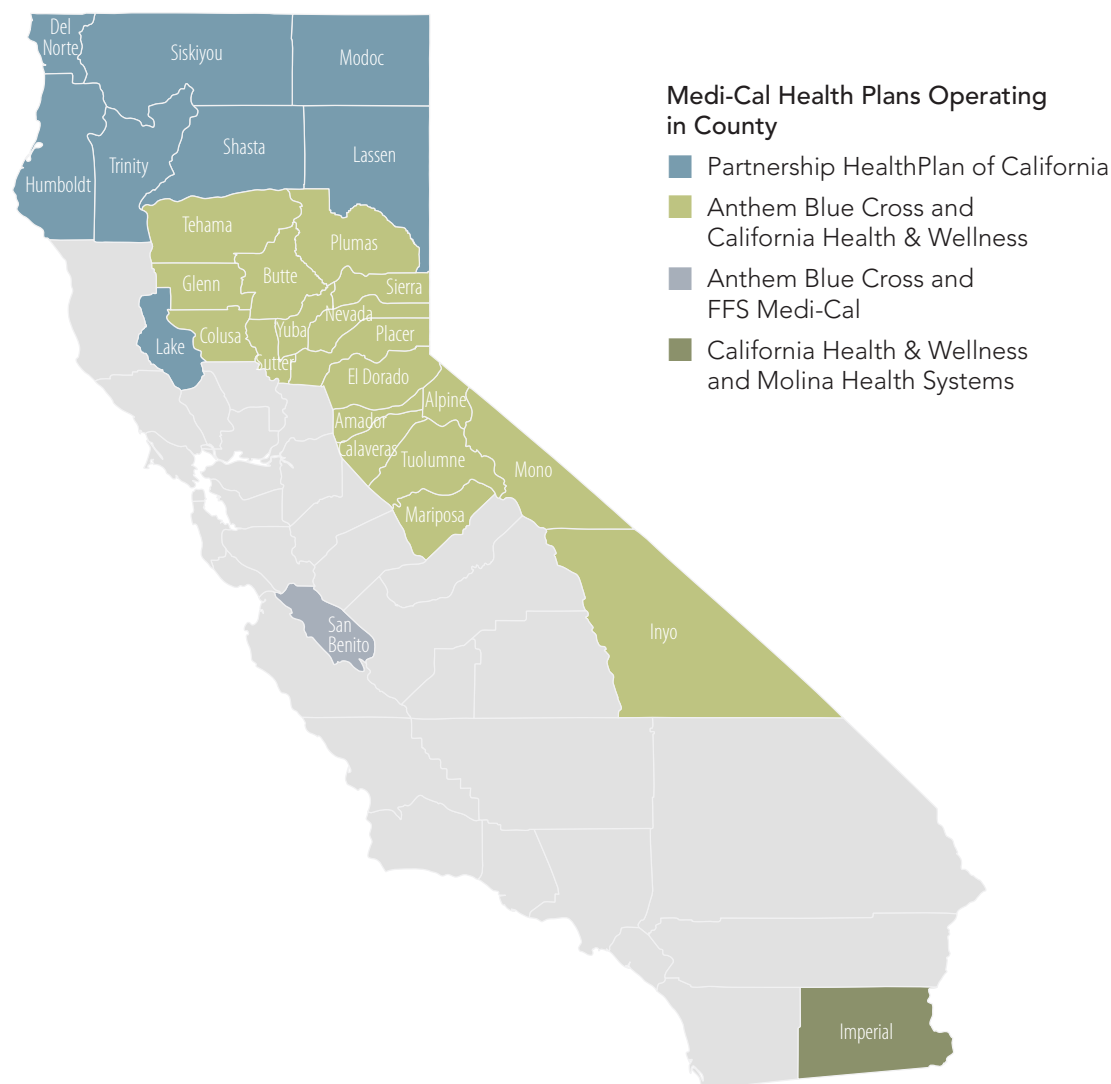 Del
Norte
Siskiyou
Modoc
Humboldt
Trinity
Shasta
Lassen
Tehama
Plumas
Glenn
Butte
Sierra
Nevada
Lake
Colusa
Yuba
Placer
Sutter
El Dorado
Alpine
Amador
Calaveras
Tuolumne
Mono
Mariposa
San
Benito
Inyo
Imperial
Medi-Cal Health Plans Operating
in County
Partnership HealthPlan of California
Anthem Blue Cross and
California Health & Wellness
Anthem Blue Cross and
FFS Medi-Cal
California Health & Wellness
and Molina Health Systems